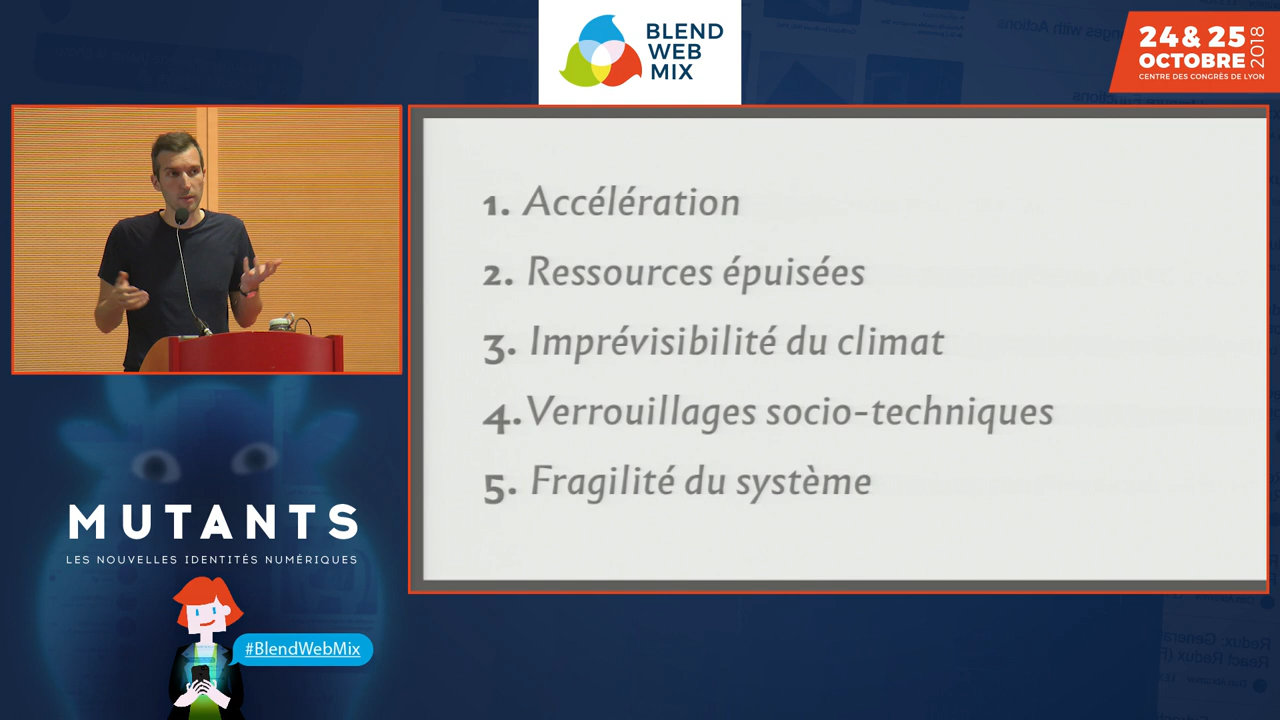 BLEND
WEB
MIX
24 & 25
OCTOBRE
2018
CENTRE DES CONGRÈS DE LYON
1. Accélération
2. Ressources épuisées
3. Imprévisibilité du climat
4. Verrouillages socio-techniques
5. Fragilité du système
MUTANTS
LES NOUVELLES IDENTITÉS NUMÉRIQUES
#BlendWebMix